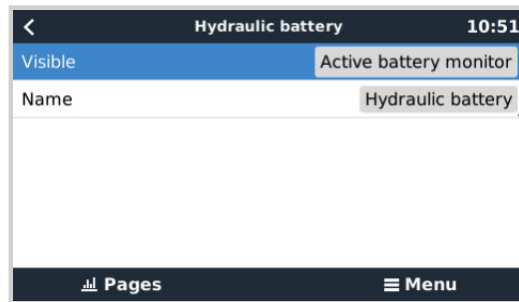 Hydraulic battery 10:51
Visible Active battery monitor
Name Hydraulic battery
Pages Menu